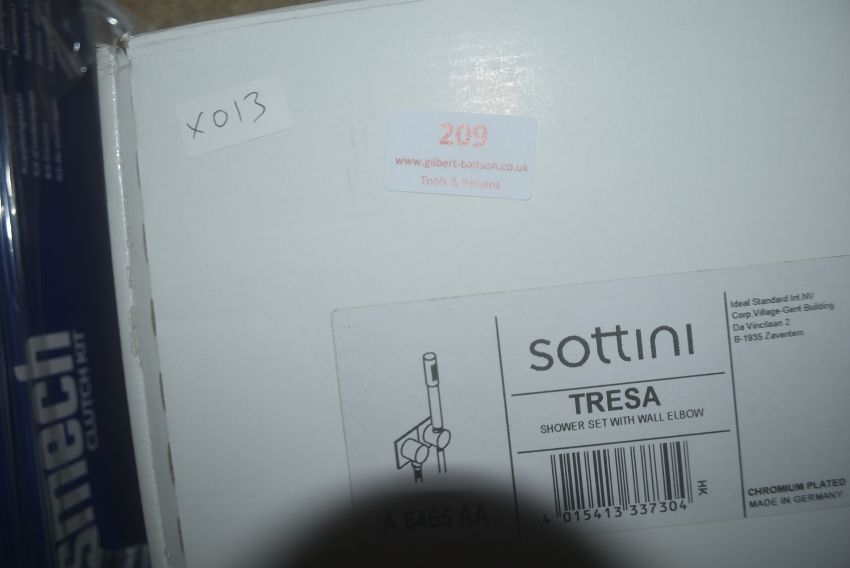 X013
209
www.gilbert-baitson.co.uk
Tools & Returns
sottini
TRESA
SHOWER SET WITH WALL ELBOW
4 015413 337304
HK
A 6465 AA
Ideal Standard Int.NV
Corp.Village-Gent Building
Da Vincilaan 2
B-1935 Zaventem
CHROMIUM PLATED
MADE IN GERMANY
smech
CLUTCH KIT